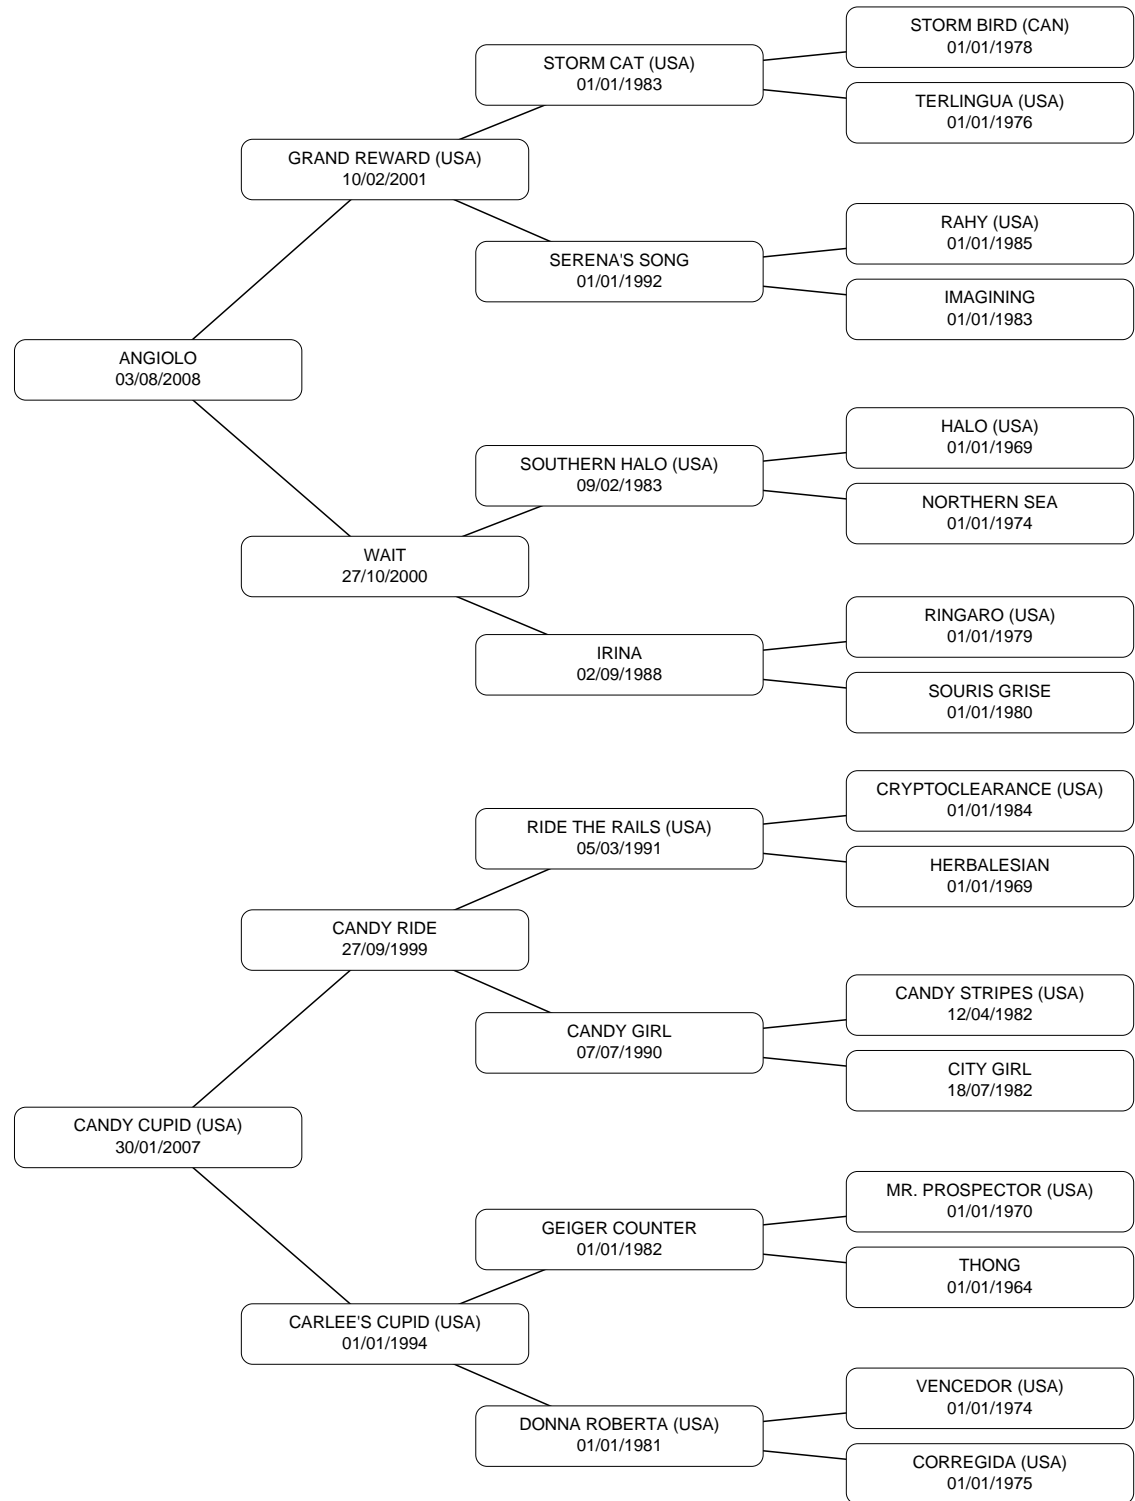 STORM BIRD (CAN)
01/01/1978
STORM CAT (USA)
01/01/1983
TERLINGUA (USA)
01/01/1976
GRAND REWARD (USA)
10/02/2001
RAHY (USA)
01/01/1985
SERENA'S SONG
01/01/1992
IMAGINING
01/01/1983
ANGIOLO
03/08/2008
HALO (USA)
01/01/1969
SOUTHERN HALO (USA)
09/02/1983
NORTHERN SEA
01/01/1974
WAIT
27/10/2000
RINGARO (USA)
01/01/1979
IRINA
02/09/1988
SOURIS GRISE
01/01/1980
CRYPTOCLEARANCE (USA)
01/01/1984
RIDE THE RAILS (USA)
05/03/1991
HERBALESIAN
01/01/1969
CANDY RIDE
27/09/1999
CANDY STRIPES (USA)
12/04/1982
CANDY GIRL
07/07/1990
CITY GIRL
18/07/1982
CANDY CUPID (USA)
30/01/2007
MR. PROSPECTOR (USA)
01/01/1970
GEIGER COUNTER
01/01/1982
THONG
01/01/1964
CARLEE'S CUPID (USA)
01/01/1994
VENCEDOR (USA)
01/01/1974
DONNA ROBERTA (USA)
01/01/1981
CORREGIDA (USA)
01/01/1975